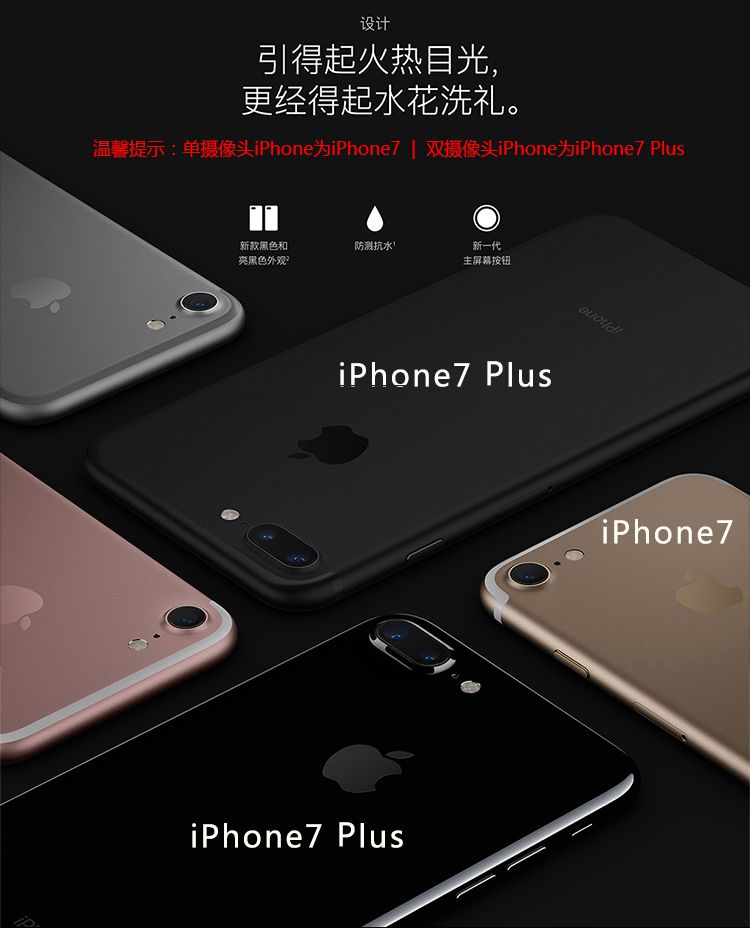 设计
引得起火热目光，
更经得起水花洗礼。
温馨提示：单摄像头iPhone为iPhone7 | 双摄像头iPhone为iPhone7 Plus
新款黑色和
亮黑色外观²
防溅抗水¹
新一代
主屏幕按钮
iPhone
iPhone7 Plus
iPhone7
iPhone7 Plus